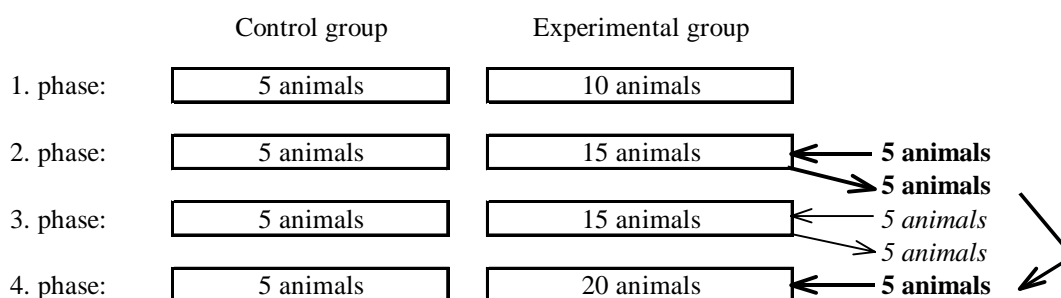 Control group Experimental group
1. phase: 5 animals 10 animals
2. phase: 5 animals 15 animals 5 animals
5 animals
3. phase: 5 animals 15 animals 5 animals
5 animals
4. phase: 5 animals 20 animals 5 animals